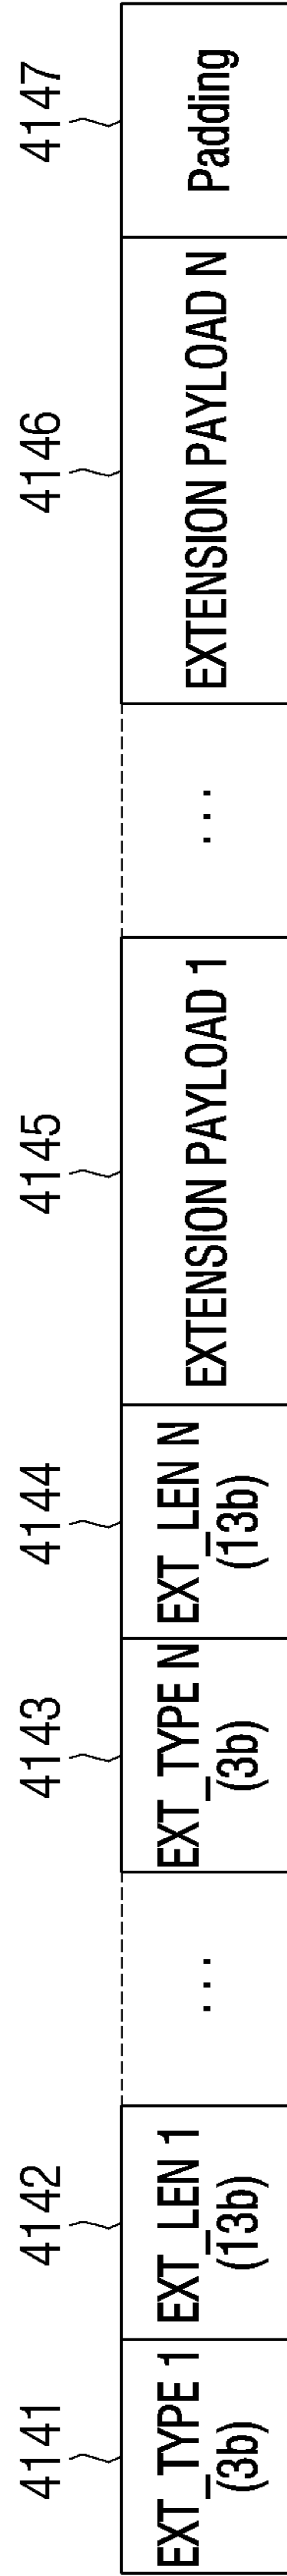 4141
4142
4143
4144
4145
4146
4147
EXT_TYPE 1
(3b)
EXT_LEN 1
(13b)
...
EXT_TYPE N
(3b)
EXT_LEN N
(13b)
EXTENSION PAYLOAD 1
...
EXTENSION PAYLOAD N
Padding